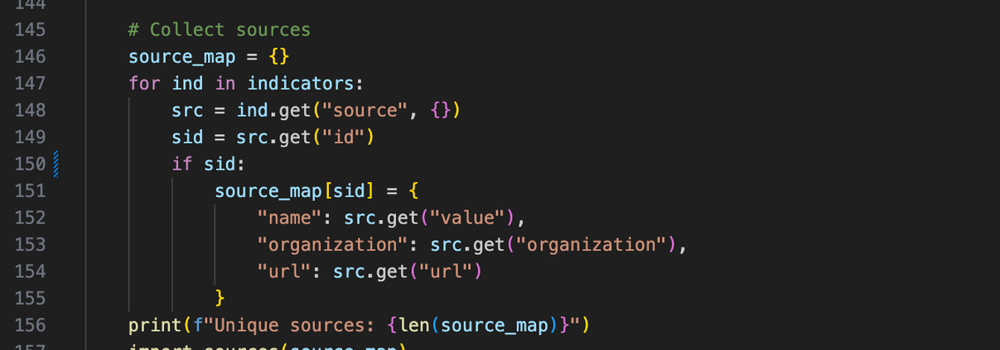 144
145 # Collect sources
146 source_map = {}
147 for ind in indicators:
148 src = ind.get("source", {})
149 sid = src.get("id")
150 if sid:
151 source_map[sid] = {
152 "name": src.get("value"),
153 "organization": src.get("organization"),
154 "url": src.get("url")
155 }
156 print(f"Unique sources: {len(source_map)}")
157 import_sources(source_map)